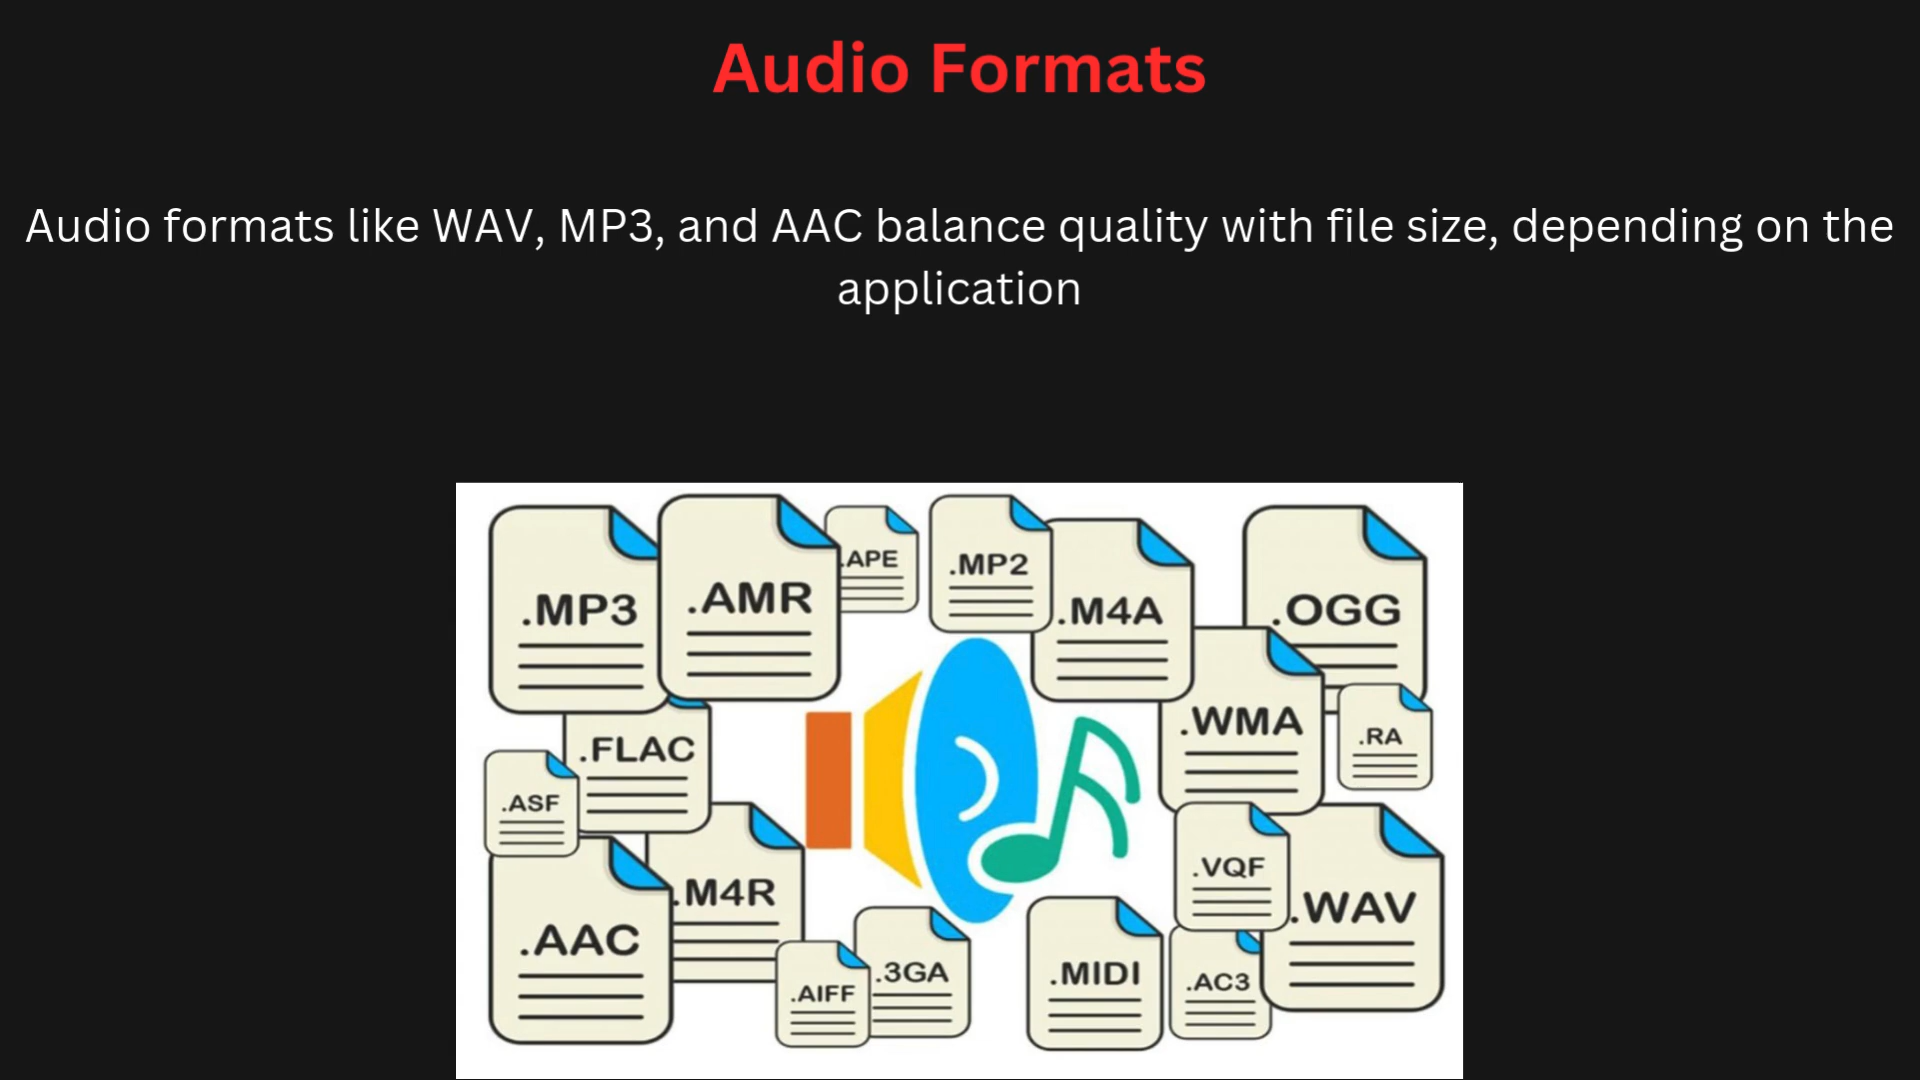 Audio Formats
Audio formats like WAV, MP3, and AAC balance quality with file size, depending on the
application
.MP3
.AMR
.APE
.MP2
.M4A
.OGG
.FLAC
.WMA
.RA
.ASF
.M4R
.VQF
.WAV
.AAC
.AIFF
.3GA
.MIDI
.AC3